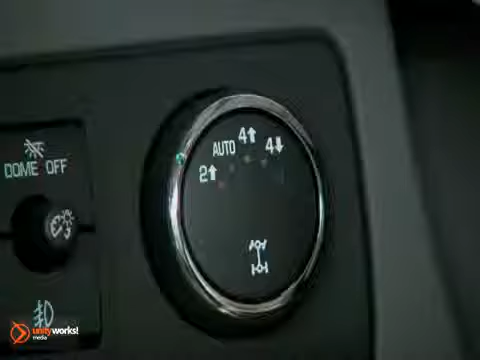 DOME OFF
2↑
AUTO
4↑
4↓
unityworks!
media